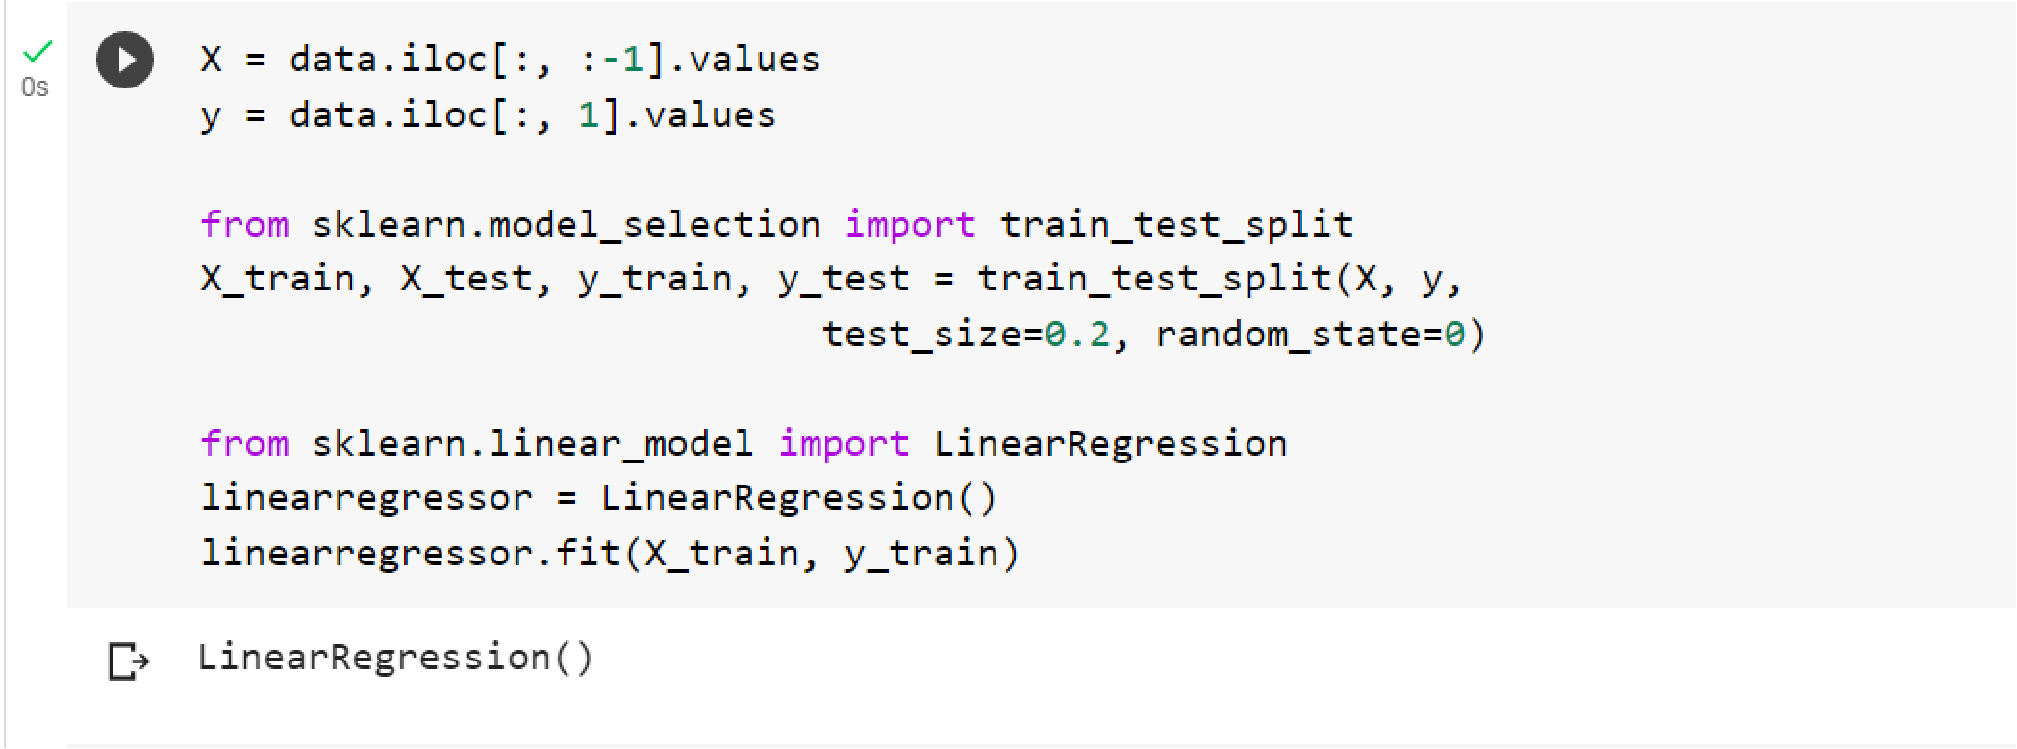 0s
X = data.iloc[:, :-1].values
y = data.iloc[:, 1].values
from sklearn.model_selection import train_test_split
X_train, X_test, y_train, y_test = train_test_split(X, y,
test_size=0.2, random_state=0)
from sklearn.linear_model import LinearRegression
linearregressor = LinearRegression()
linearregressor.fit(X_train, y_train)
LinearRegression()